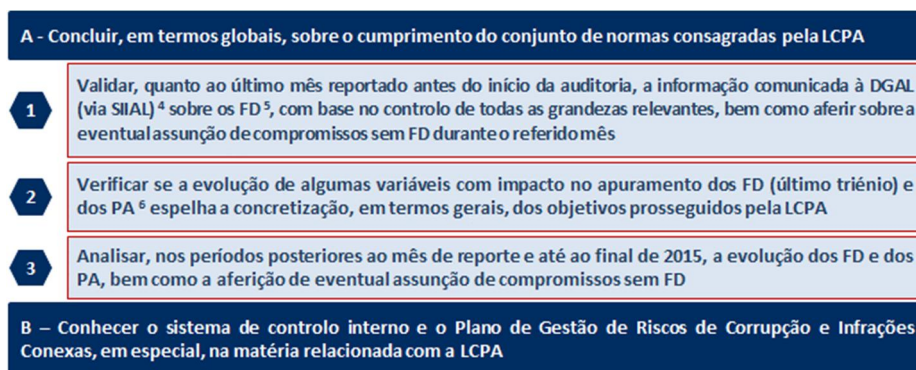 A - Concluir, em termos globais, sobre o cumprimento do conjunto de normas consagradas pela LCPA
1
Validar, quanto ao último mês reportado antes do início da auditoria, a informação comunicada à DGAL
(via SIIAL) 4 sobre os FD 5, com base no controlo de todas as grandezas relevantes, bem como aferir sobre a
eventual assunção de compromissos sem FD durante o referido mês
2
Verificar se a evolução de algumas variáveis com impacto no apuramento dos FD (último triénio) e
dos PA 6 espelha a concretização, em termos gerais, dos objetivos prosseguidos pela LCPA
3
Analisar, nos períodos posteriores ao mês de reporte e até ao final de 2015, a evolução dos FD e dos
PA, bem como a aferição de eventual assunção de compromissos sem FD
B – Conhecer o sistema de controlo interno e o Plano de Gestão de Riscos de Corrupção e Infrações
Conexas, em especial, na matéria relacionada com a LCPA